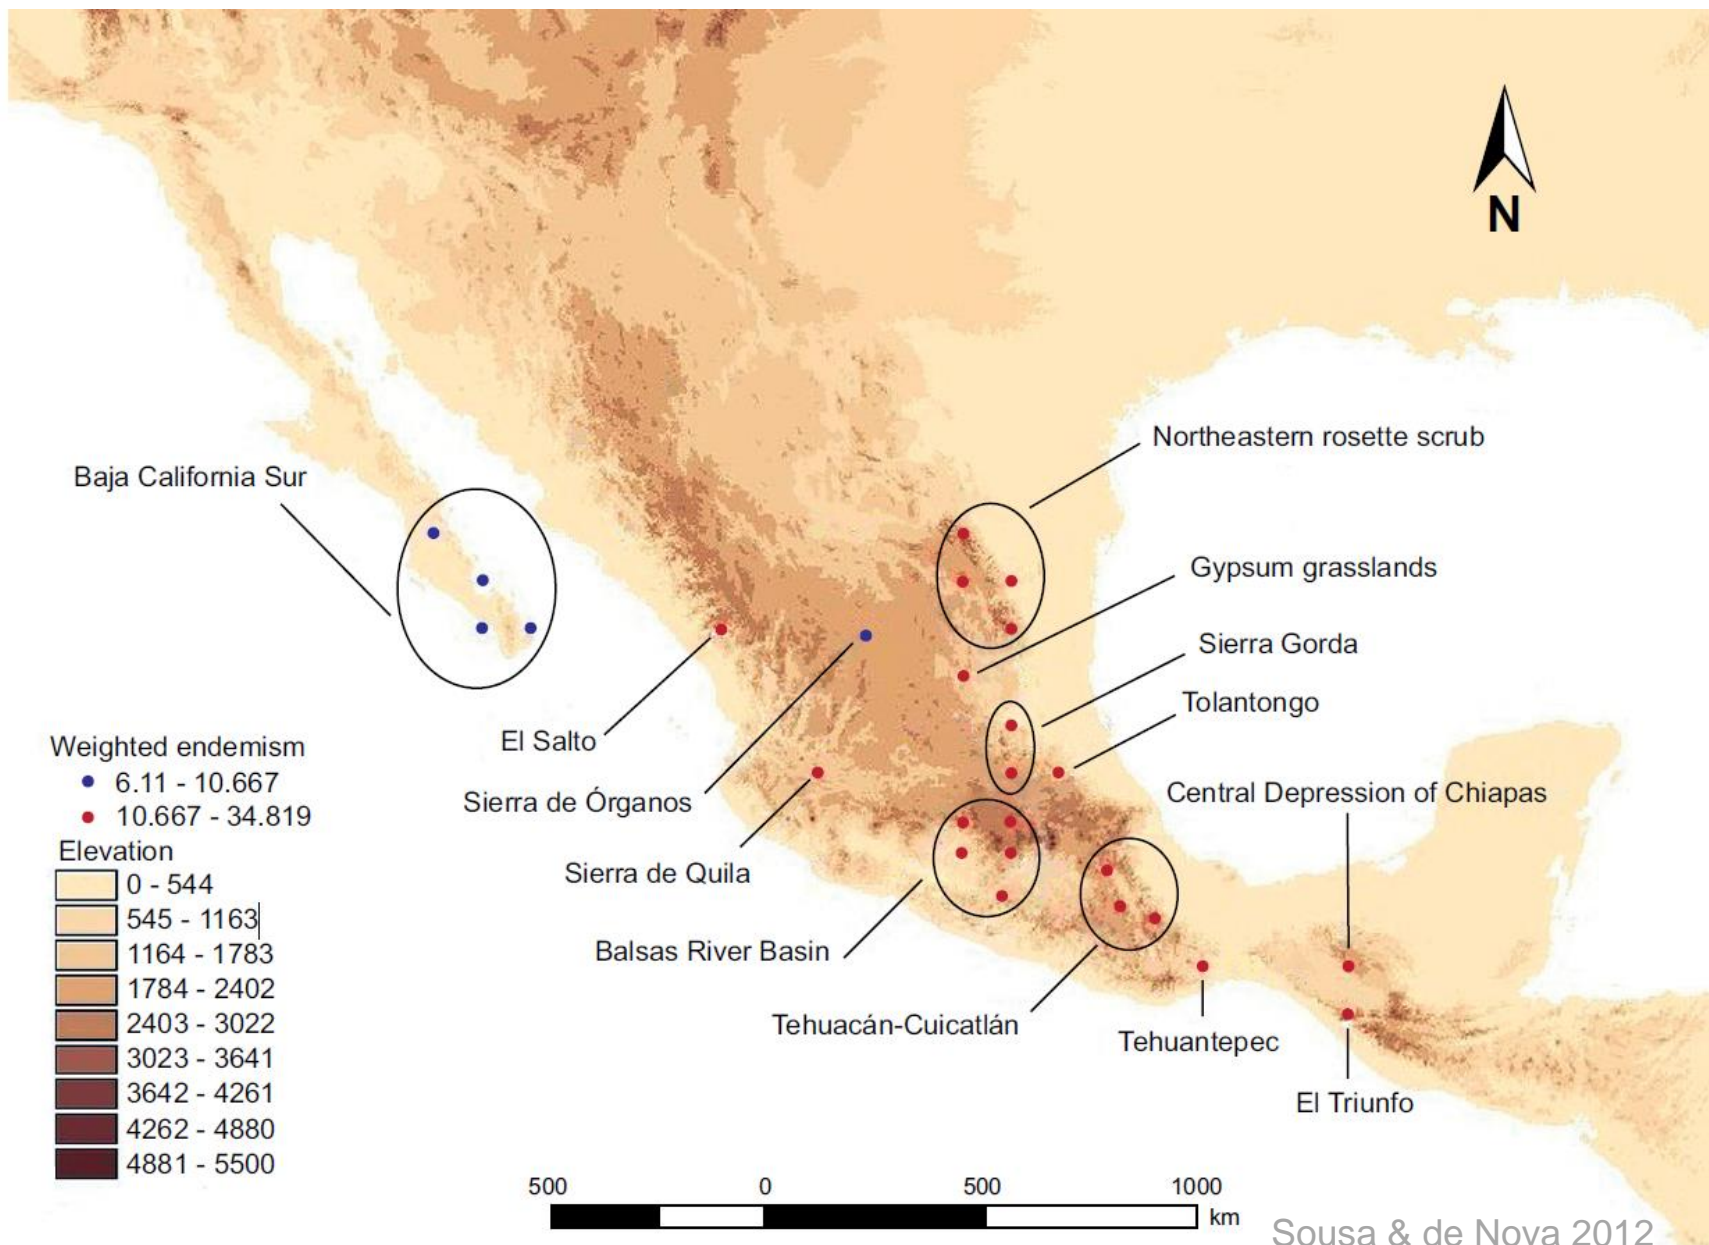 N
Northeastern rosette scrub
Baja California Sur
Gypsum grasslands
Sierra Gorda
Tolantongo
El Salto
Central Depression of Chiapas
Sierra de Órganos
Sierra de Quila
Balsas River Basin
Tehuacán-Cuicatlán
Tehuantepec
El Triunfo
Weighted endemism
6.11 - 10.667
10.667 - 34.819
Elevation
0 - 544
545 - 1163
1164 - 1783
1784 - 2402
2403 - 3022
3023 - 3641
3642 - 4261
4262 - 4880
4881 - 5500
500 0 500 1000
km
Sousa & de Nova 2012